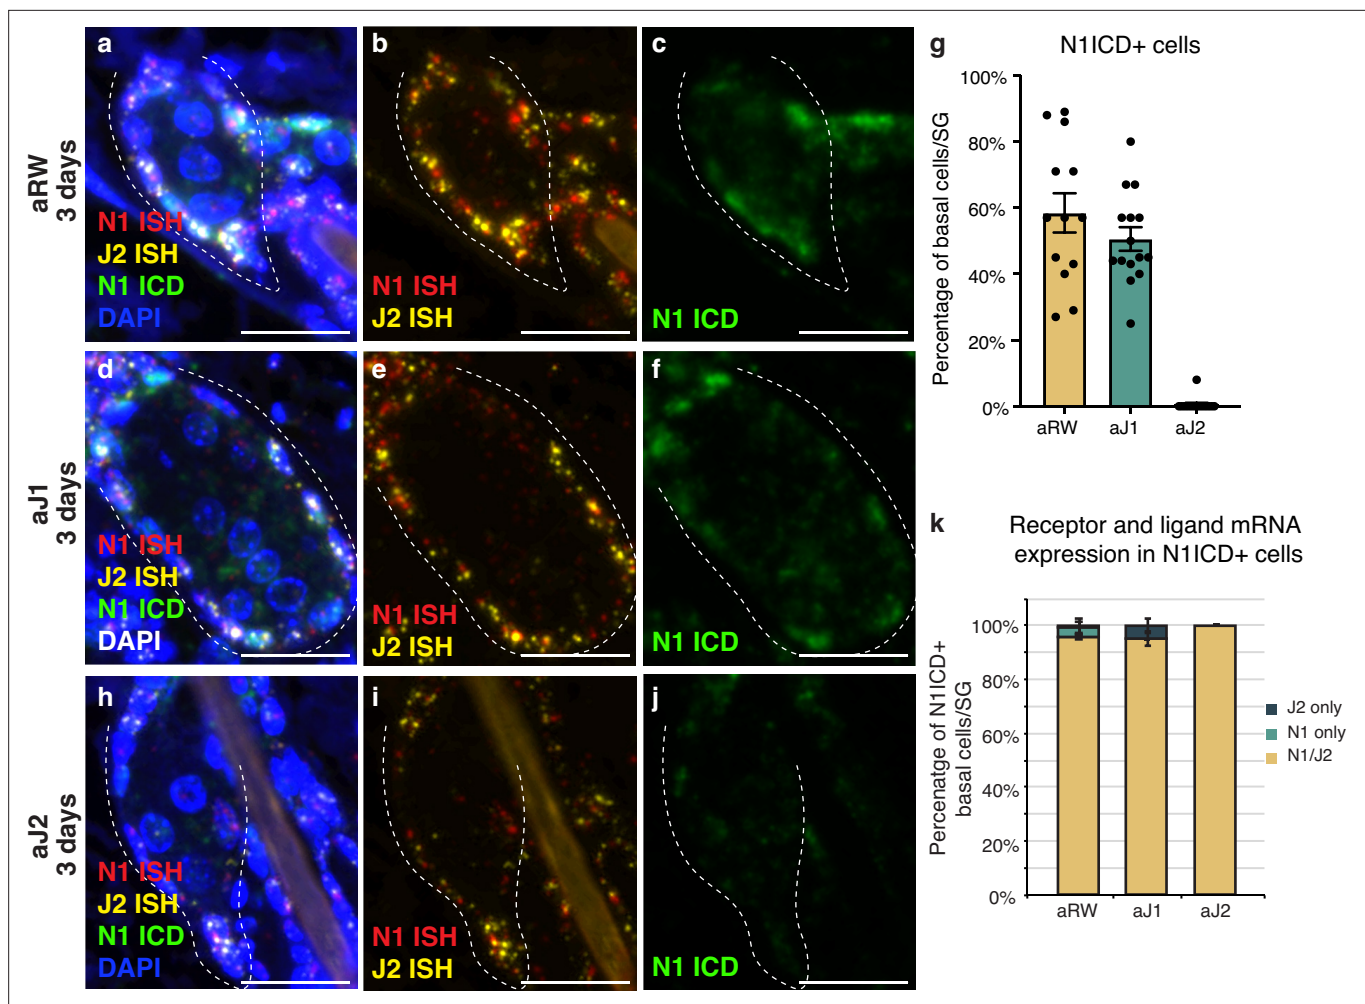 aRW
3 days
a
N1 ISH
J2 ISH
N1 ICD
DAPI
b
N1 ISH
J2 ISH
c
N1 ICD
aJ1
3 days
d
N1 ISH
J2 ISH
N1 ICD
DAPI
e
N1 ISH
J2 ISH
f
N1 ICD
aJ2
3 days
h
N1 ISH
J2 ISH
N1 ICD
DAPI
i
N1 ISH
J2 ISH
j
N1 ICD
g
N1ICD+ cells
Percentage of basal cells/SG
100%
80%
60%
40%
20%
0%
aRW
aJ1
aJ2
k
Receptor and ligand mRNA
expression in N1ICD+ cells
Percenatge of N1ICD+
basal cells/SG
100%
80%
60%
40%
20%
0%
aRW
aJ1
aJ2
J2 only
N1 only
N1/J2